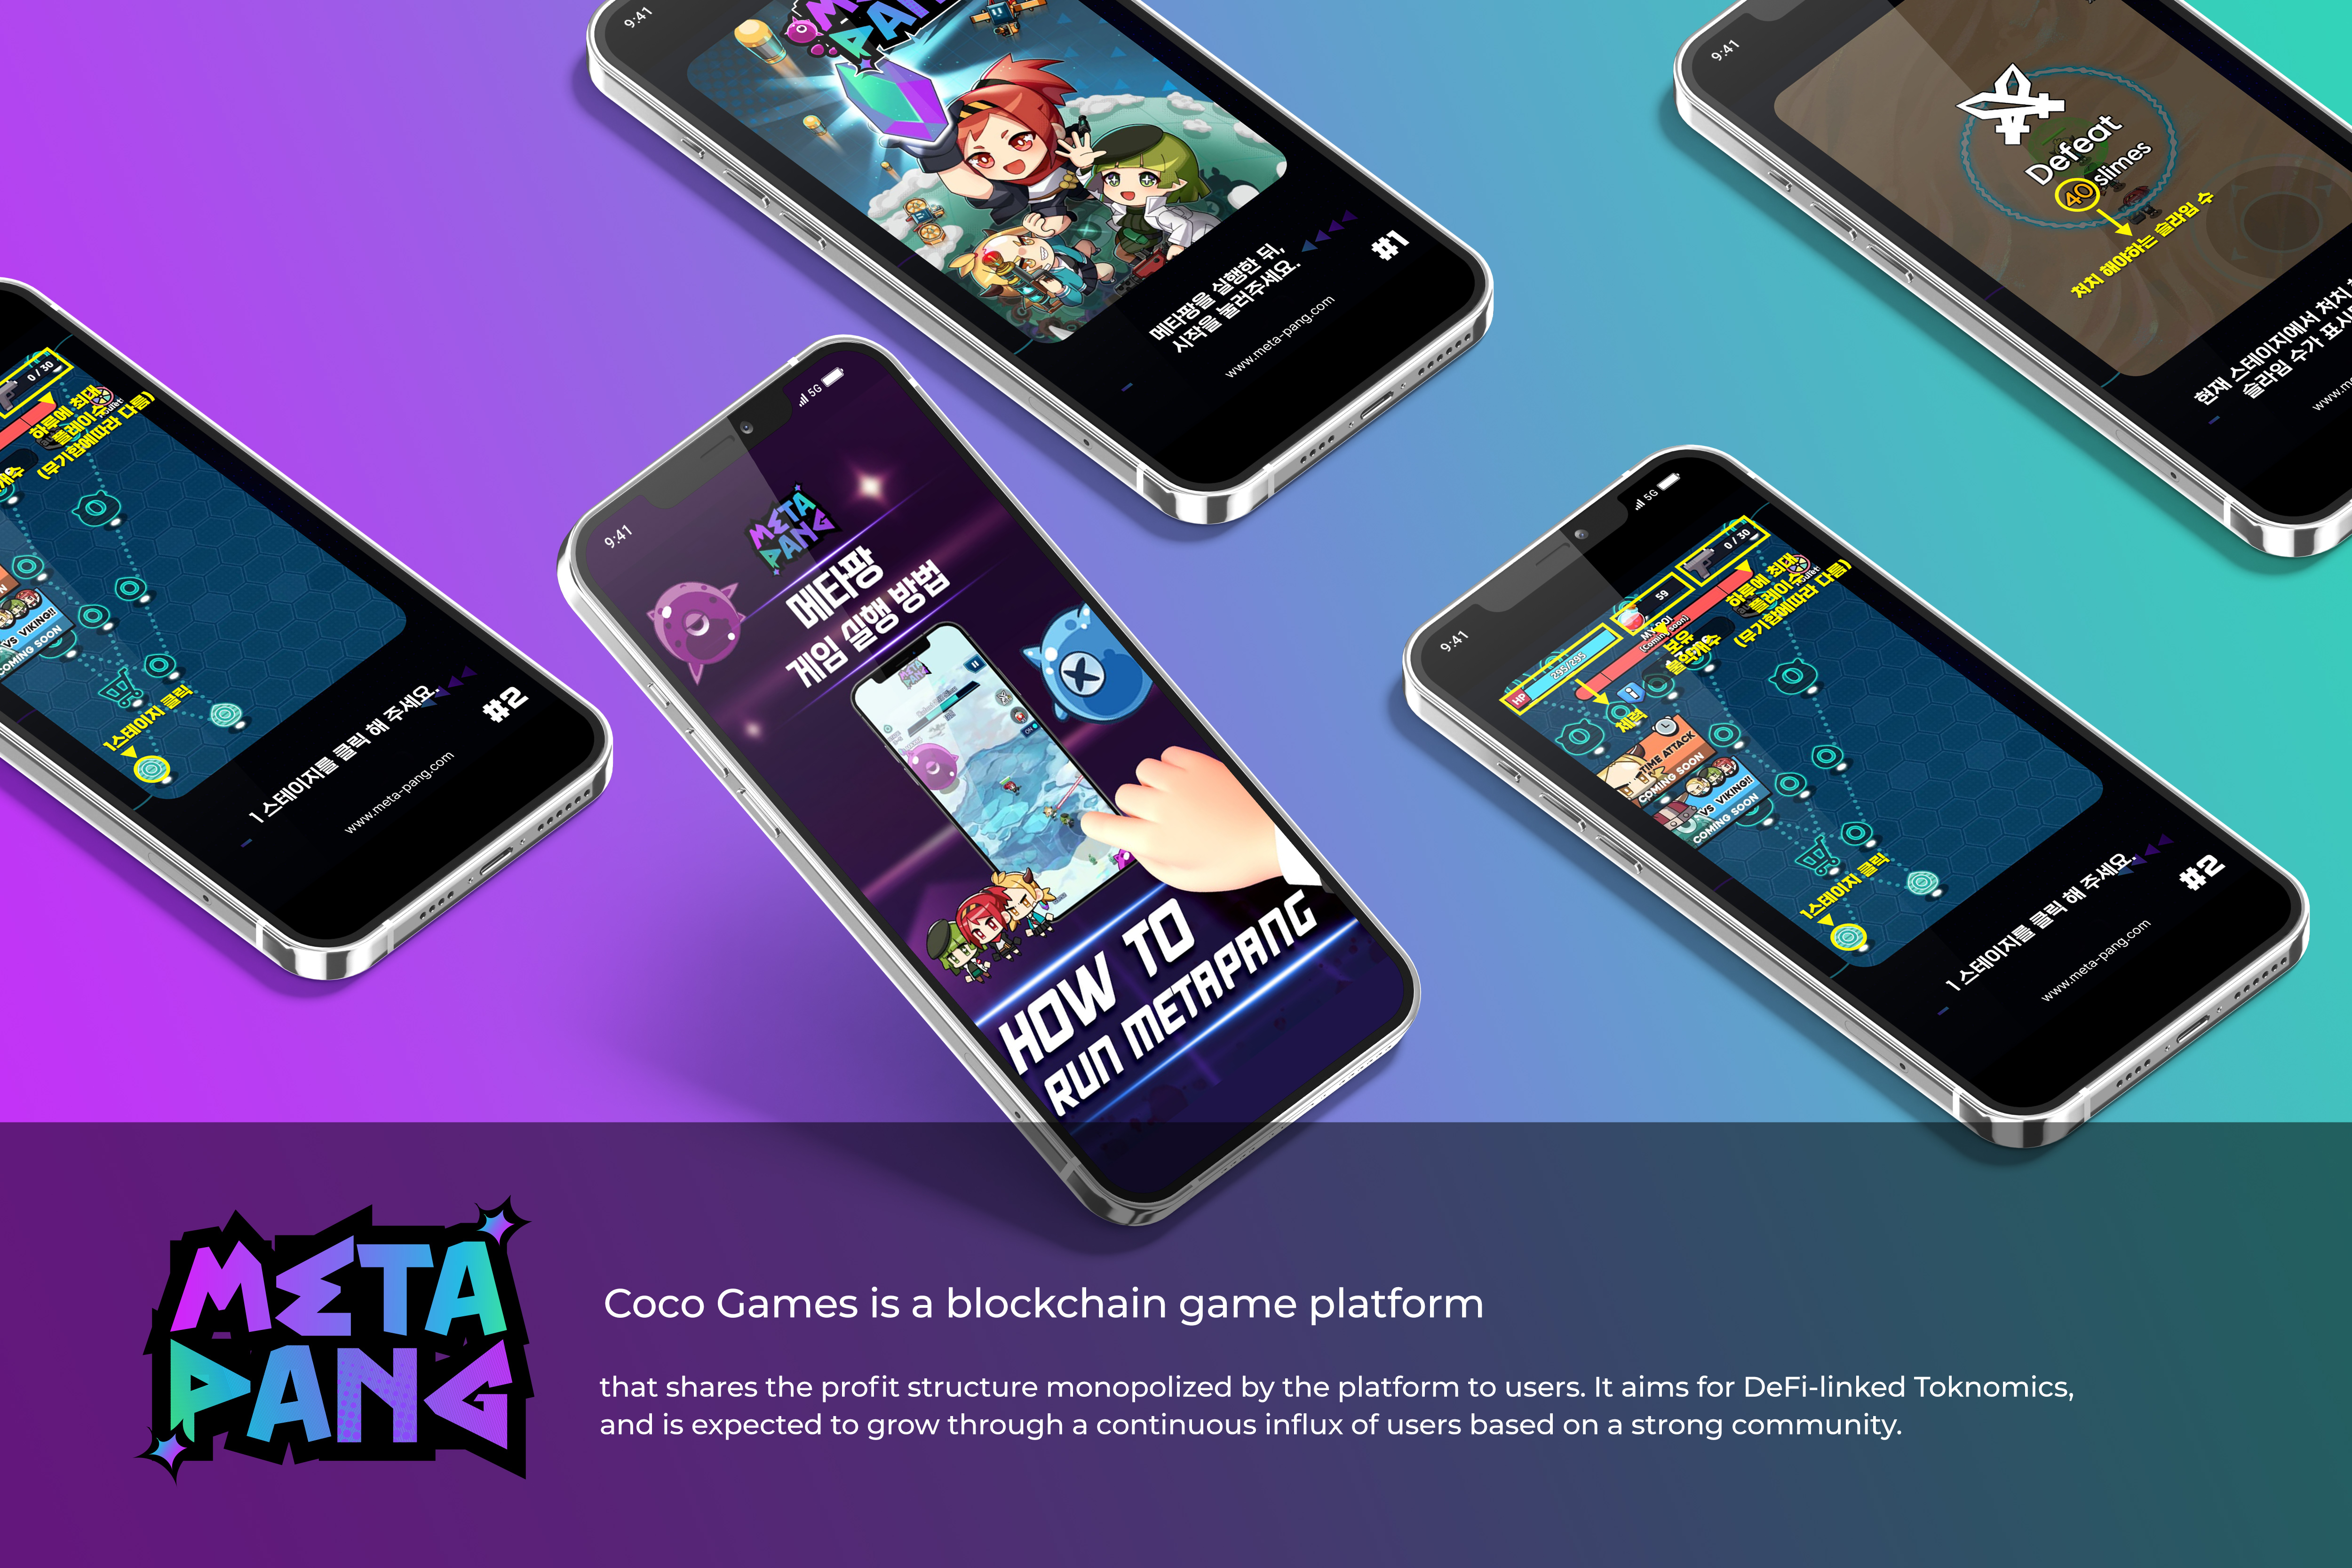 9:41
META
PANG
메타팡을 실행한 뒤,
시작을 눌러주세요.
www.meta-pang.com
#1
9:41
Defeat
40 slimes
처치 해야하는 슬라임 수
현재 스테이지에서 처치
슬라임 수가 표시
0 / 30
하루에 최대
플레이수
(무기합에따라 다름)
VS VIKING!!
COMING SOON
1스테이지 클릭
1 스테이지를 클릭 해 주세요.
www.meta-pang.com
#2
9:41
5G
META
PANG
메타팡
게임 실행 방법
HOW TO
RUN METAPANG
9:41
5G
HP 295/295
59
0 / 30
하루에 최대
플레이수
(무기합에따라 다름)
보유
물약개수
체력
TIME ATTACK
COMING SOON
VS VIKING!!
COMING SOON
1스테이지 클릭
1 스테이지를 클릭 해 주세요.
www.meta-pang.com
#2
META
PANG
Coco Games is a blockchain game platform
that shares the profit structure monopolized by the platform to users. It aims for DeFi-linked Toknomics,
and is expected to grow through a continuous influx of users based on a strong community.